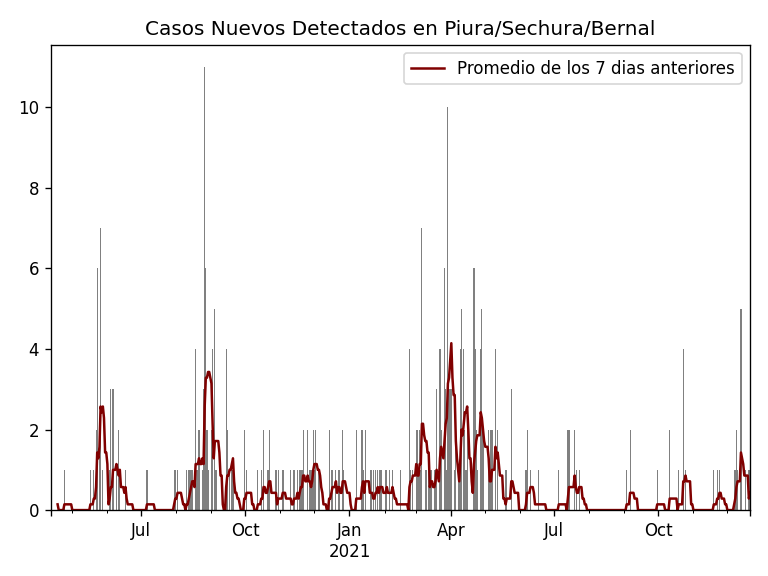 Casos Nuevos Detectados en Piura/Sechura/Bernal
Promedio de los 7 dias anteriores
10
8
6
4
2
0
Jul
Oct
Jan
2021
Apr
Jul
Oct